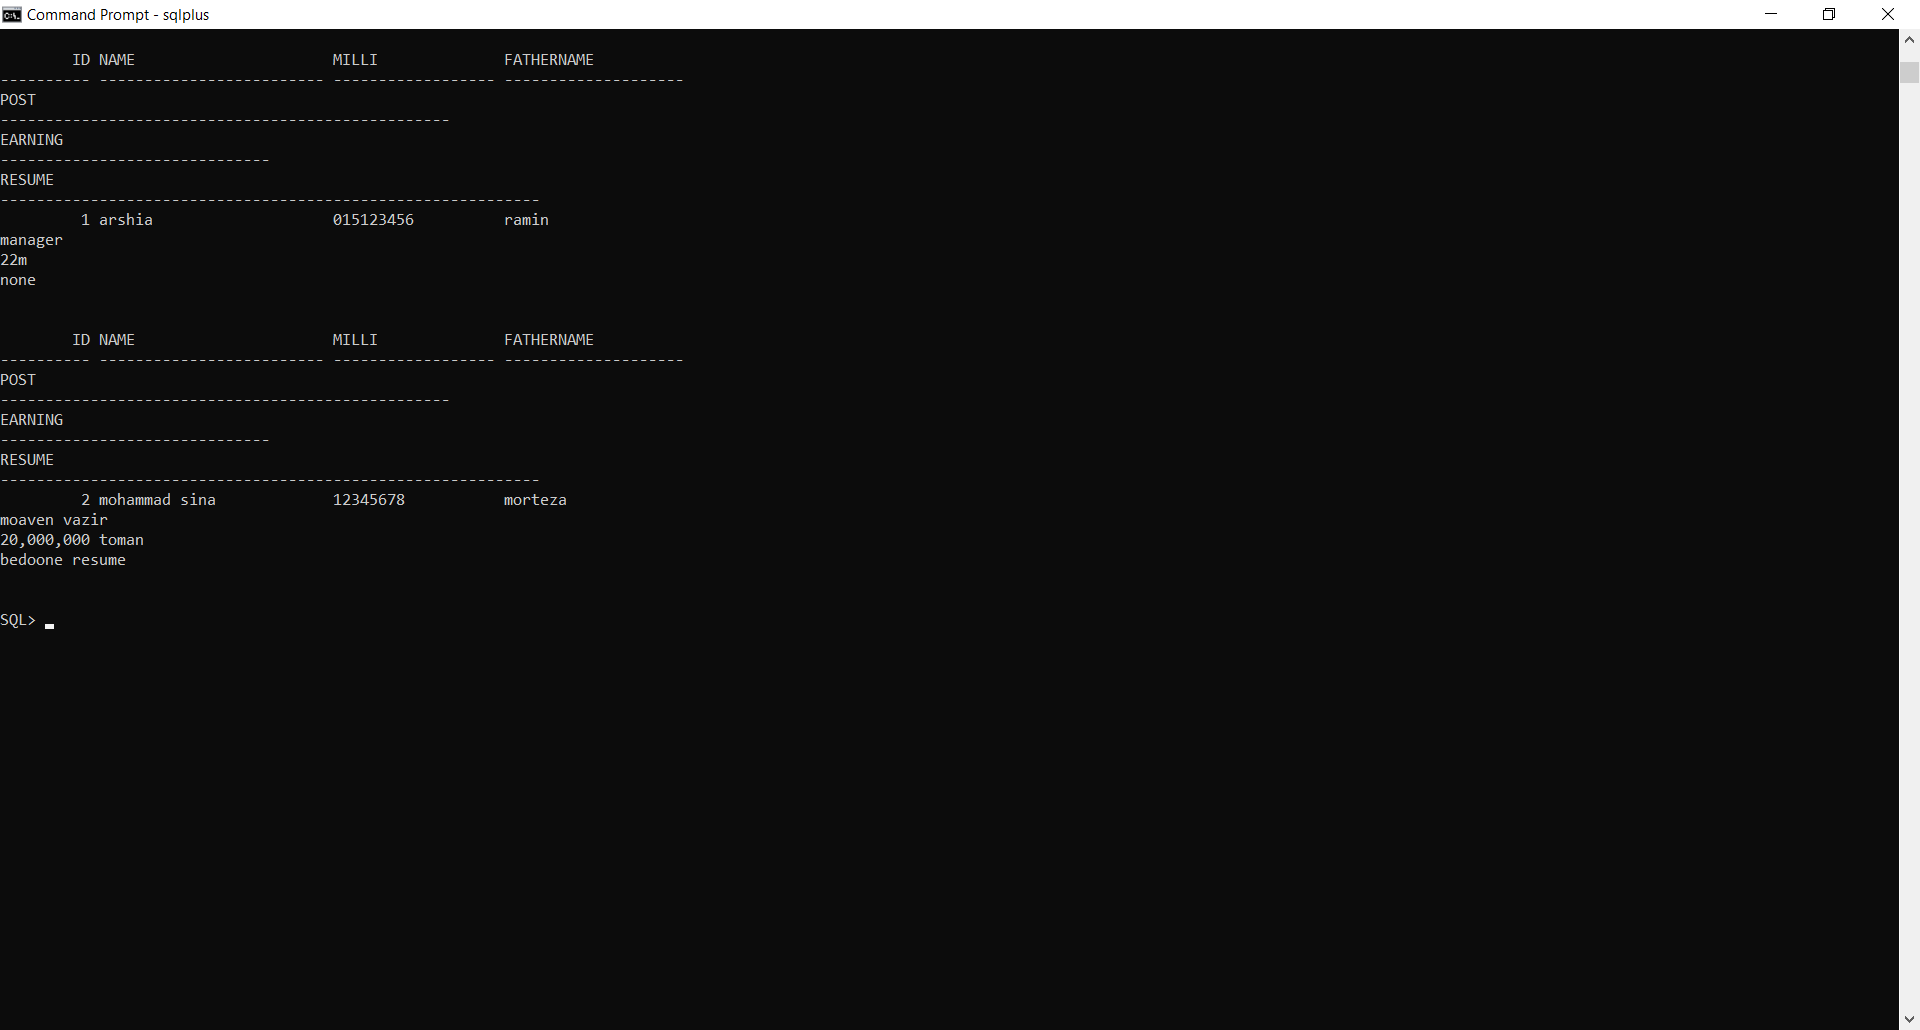 Command Prompt - sqlplus
        ID NAME                      MILLI              FATHERNAME
---------- ------------------------- ------------------ --------------------
POST
--------------------------------------------------
EARNING
------------------------------
RESUME
------------------------------------------------------------
         1 arshia                    015123456          ramin
manager
22m
none
        ID NAME                      MILLI              FATHERNAME
---------- ------------------------- ------------------ --------------------
POST
--------------------------------------------------
EARNING
------------------------------
RESUME
------------------------------------------------------------
         2 mohammad sina             12345678           morteza
moaven vazir
20,000,000 toman
bedoone resume
SQL> _